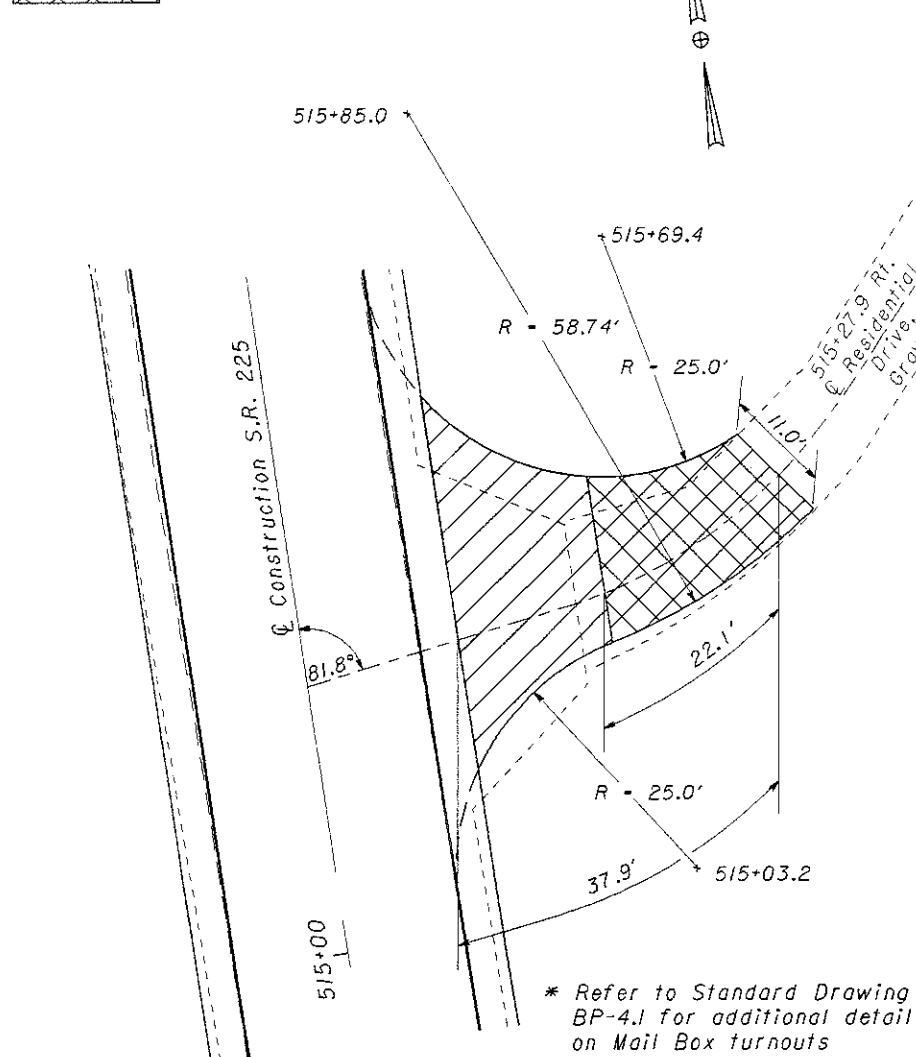 515+85.0
515+69.4
R - 58.74'
R - 25.0'
515+27.9 Rt.
℄ Residential
Drive,
11.0'
℄ Construction S.R. 225
81.8°
22.1'
R - 25.0'
37.9'
515+03.2
515+00
* Refer to Standard Drawing
BP-4.1 for additional detail
on Mail Box turnouts